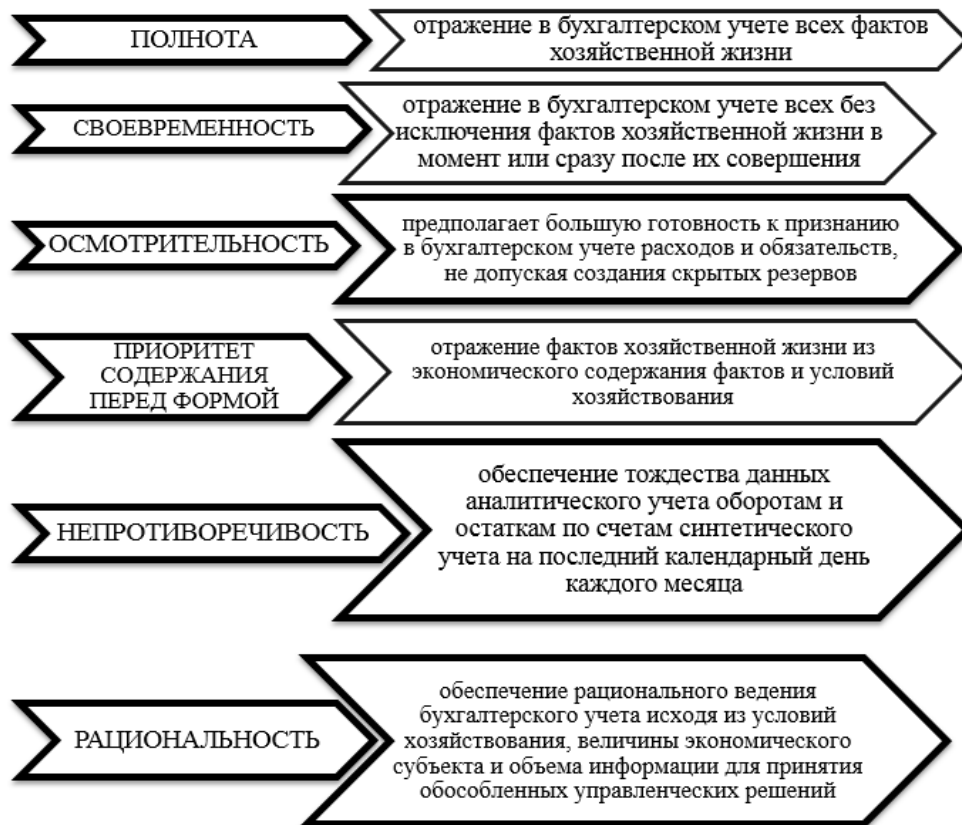 ПОЛНОТА
отражение в бухгалтерском учете всех фактов
хозяйственной жизни
СВОЕВРЕМЕННОСТЬ
отражение в бухгалтерском учете всех без
исключения фактов хозяйственной жизни в
момент или сразу после их совершения
ОСМОТРИТЕЛЬНОСТЬ
предполагает большую готовность к признанию
в бухгалтерском учете расходов и обязательств,
не допуская создания скрытых резервов
ПРИОРИТЕТ
СОДЕРЖАНИЯ
ПЕРЕД ФОРМОЙ
отражение фактов хозяйственной жизни из
экономического содержания фактов и условий
хозяйствования
НЕПРОТИВОРЕЧИВОСТЬ
обеспечение тождества данных
аналитического учета оборотам и
остаткам по счетам синтетического
учета на последний календарный день
каждого месяца
РАЦИОНАЛЬНОСТЬ
обеспечение рационального ведения
бухгалтерского учета исходя из условий
хозяйствования, величины экономического
субъекта и объема информации для принятия
обособленных управленческих решений